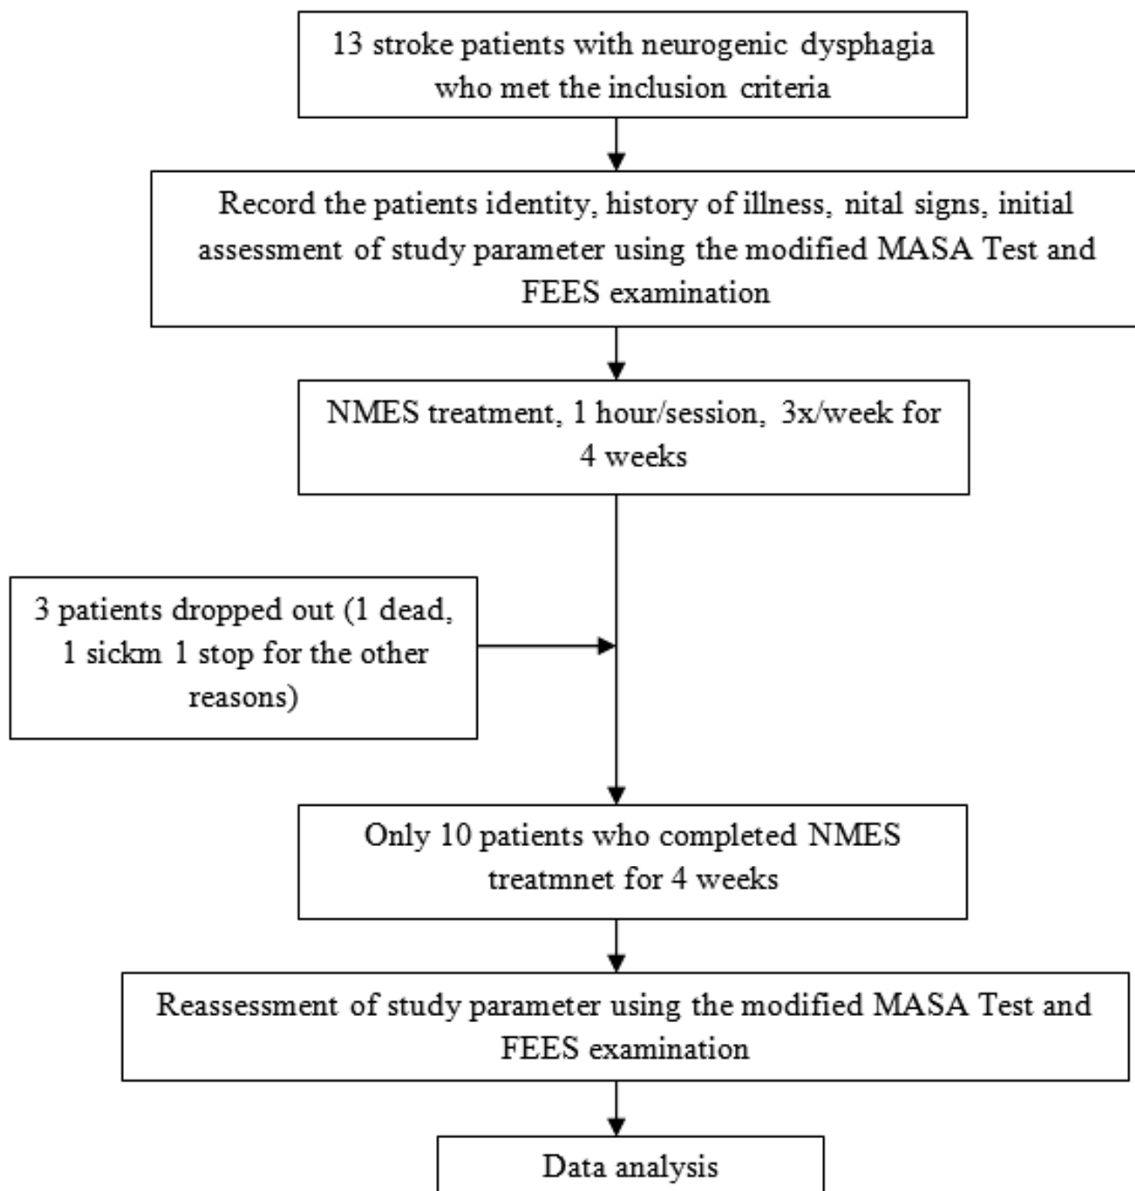 13 stroke patients with neurogenic dysphagia
who met the inclusion criteria
Record the patients identity, history of illness, nital signs, initial
assessment of study parameter using the modified MASA Test and
FEES examination
NMES treatment, 1 hour/session, 3x/week for
4 weeks
3 patients dropped out (1 dead,
1 sickm 1 stop for the other
reasons)
Only 10 patients who completed NMES
treatmnet for 4 weeks
Reassessment of study parameter using the modified MASA Test and
FEES examination
Data analysis